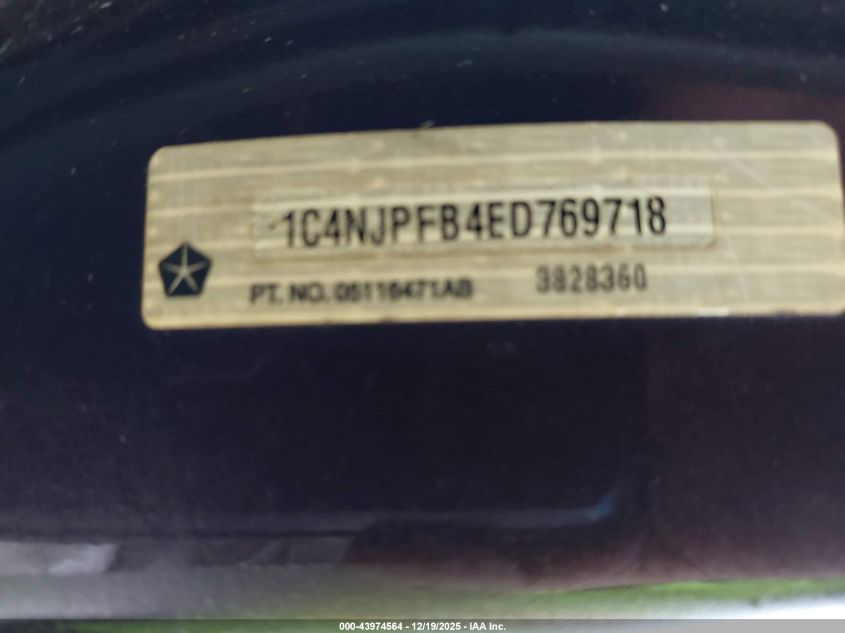 1C4NJPFB4ED769718
PT. NO. 05116471AB 3828360
000-43974564 - 12/19/2025 - IAA Inc.